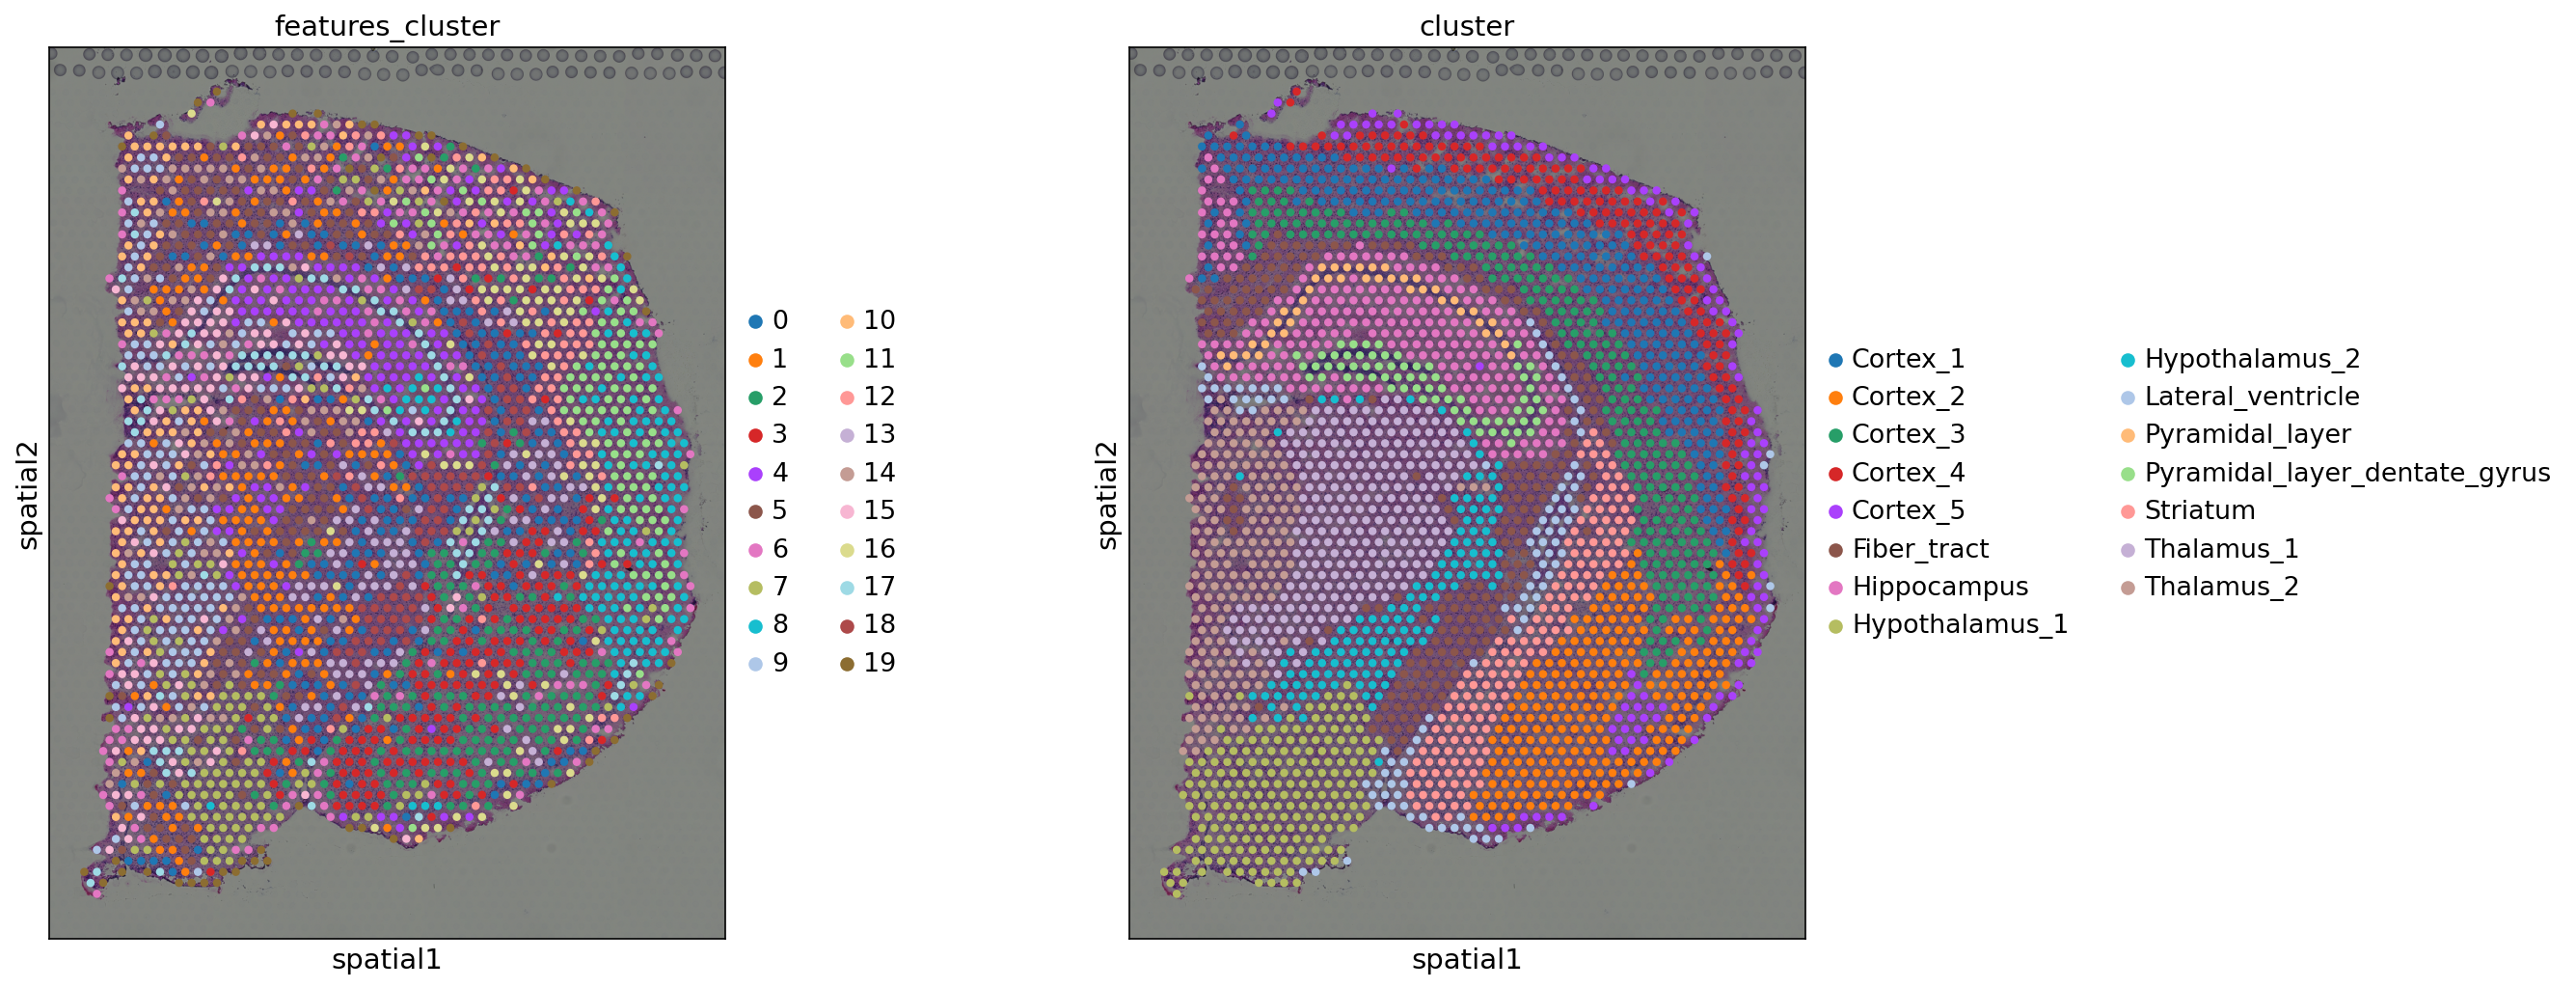 features_cluster
spatial2
spatial1
0
1
2
3
4
5
6
7
8
9
10
11
12
13
14
15
16
17
18
19
cluster
spatial2
spatial1
Cortex_1
Cortex_2
Cortex_3
Cortex_4
Cortex_5
Fiber_tract
Hippocampus
Hypothalamus_1
Hypothalamus_2
Lateral_ventricle
Pyramidal_layer
Pyramidal_layer_dentate_gyrus
Striatum
Thalamus_1
Thalamus_2